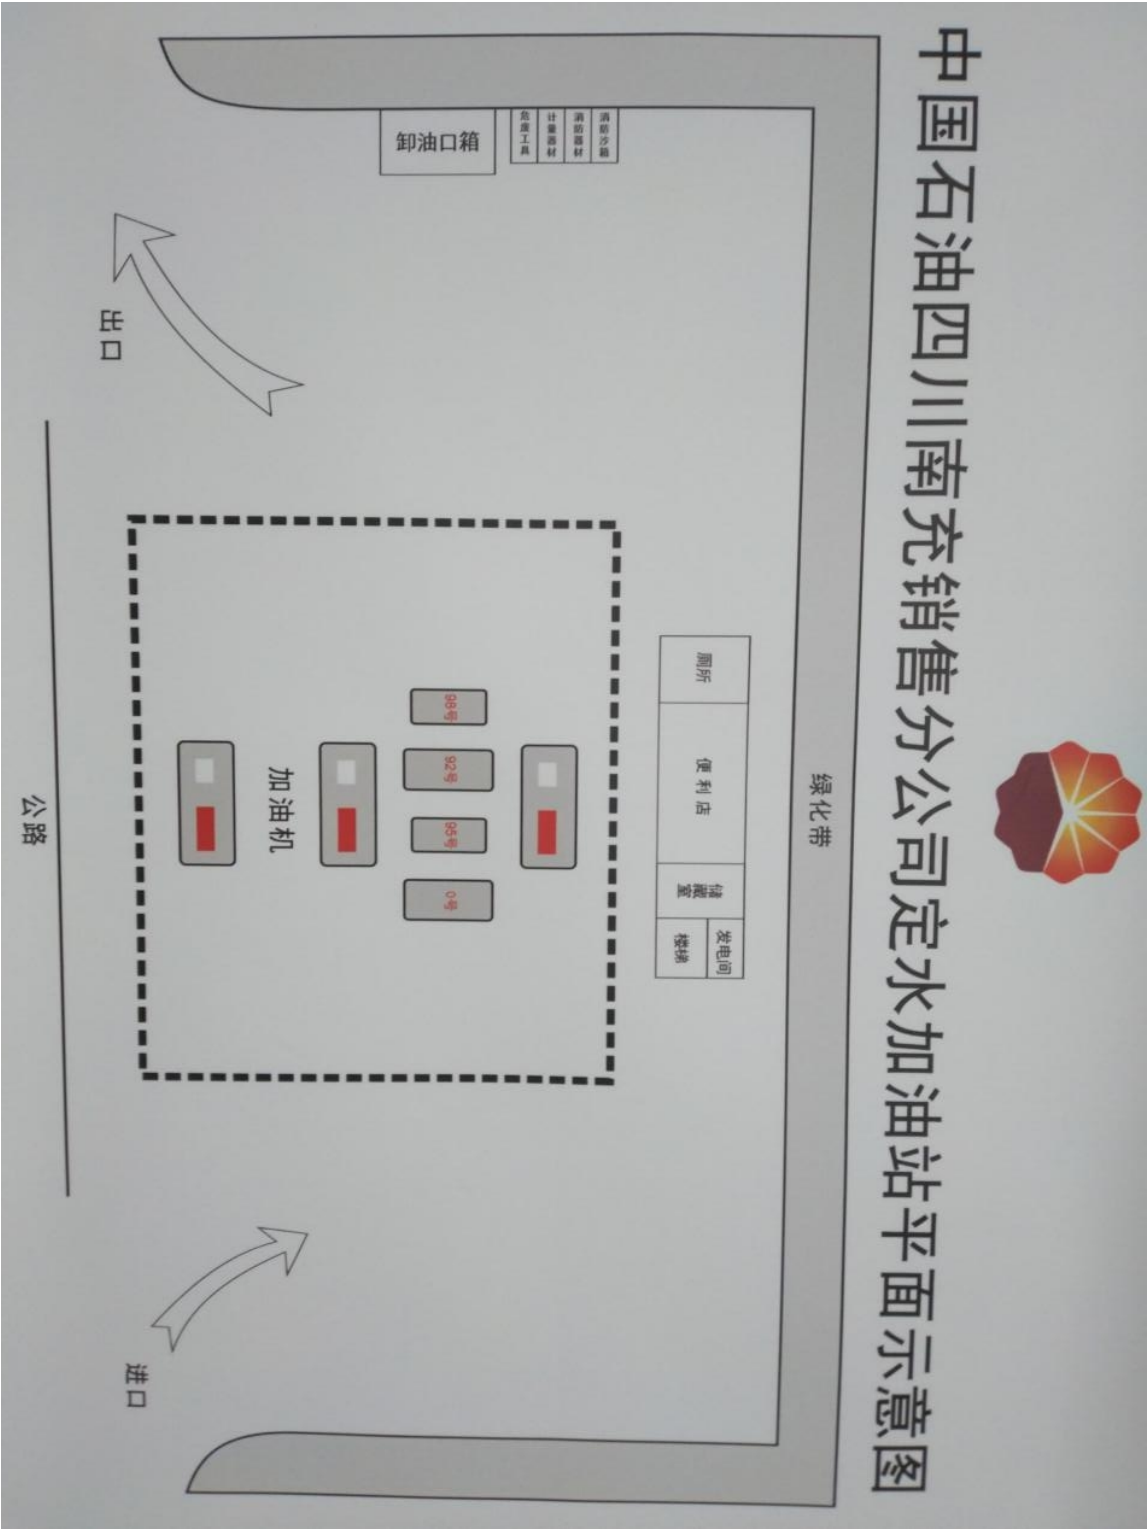 中国石油四川南充销售分公司定水加油站平面示意图
绿化带
厕所
便利店
储藏室
发电间
楼梯
卸油口箱
危废工具
计量器材
消防器材
消防沙箱
98号
92号
95号
0号
加油机
出口
进口
公路